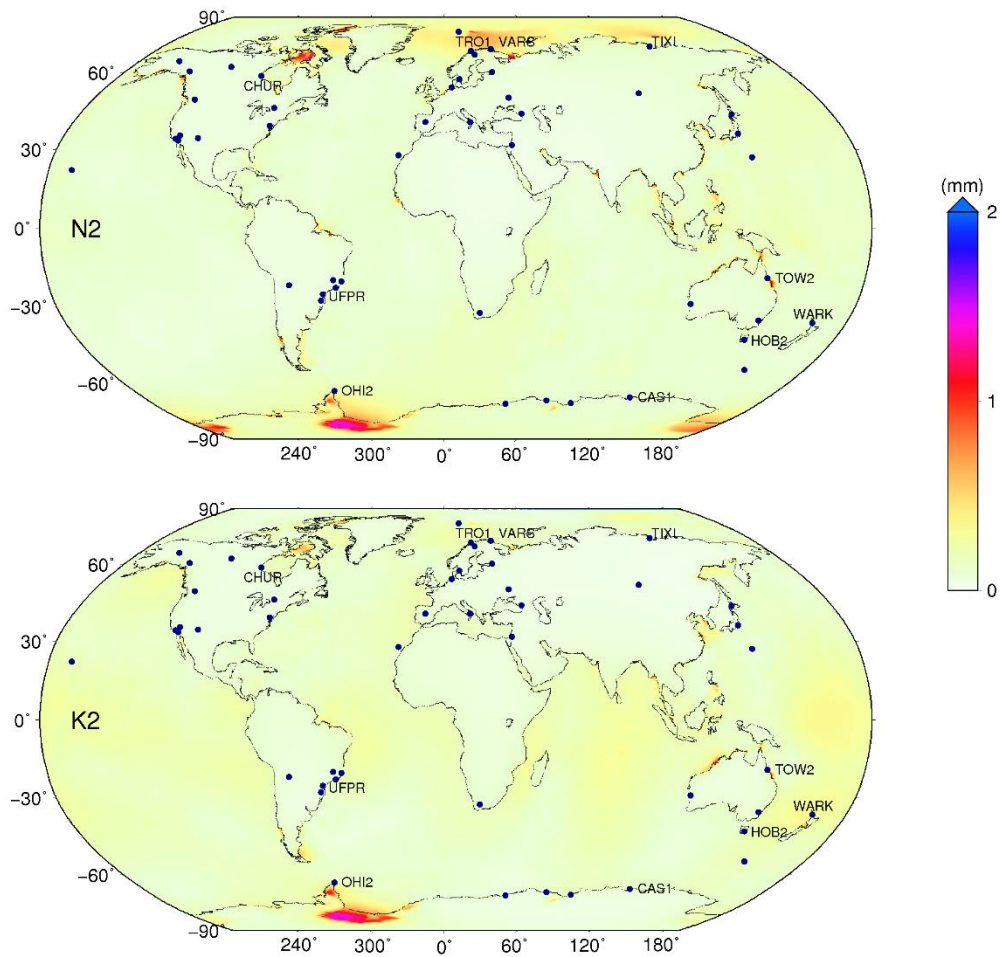 90°
TRO1 VARS TIXI
60°
CHUR
(mm)
30°
2
N2
0°
TOW2
−30°
UFPR
WARK
HOB2
1
−60°
OHI2
CAS1
−90°
240° 300° 0° 60° 120° 180°
90°
TRO1 VARS TIXI
60°
CHUR
0
30°
K2
0°
TOW2
−30°
UFPR
WARK
HOB2
−60°
OHI2
CAS1
−90°
240° 300° 0° 60° 120° 180°